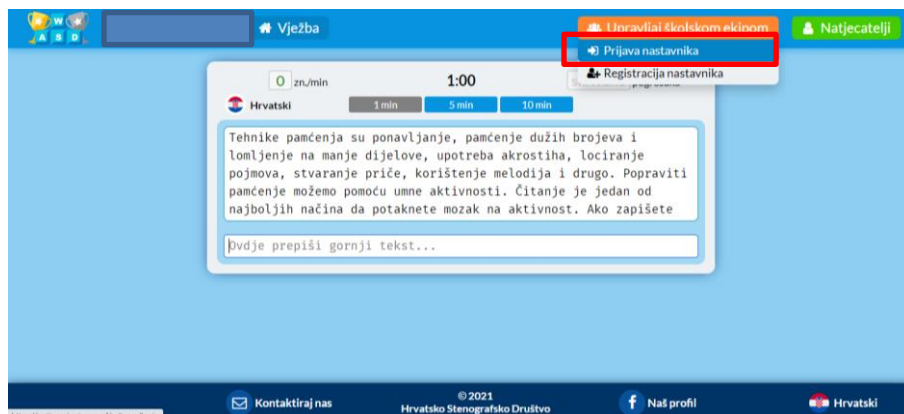 W
A S D
Vježba
Upravljaj školskom ekipom
Natjecatelji
Prijava nastavnika
Registracija nastavnika
0 zn./min
1:00
Hrvatski
1 min
5 min
10 min
Tehnike pamćenja su ponavljanje, pamćenje dužih brojeva i
lomljenje na manje dijelove, upotreba akrostiha, lociranje
pojmova, stvaranje priče, korištenje melodija i drugo. Popraviti
pamćenje možemo pomoću umne aktivnosti. Čitanje je jedan od
najboljih načina da potaknete mozak na aktivnost. Ako zapišete
Ovdje prepiši gornji tekst...
Kontaktiraj nas
© 2021
Hrvatsko Stenografsko Društvo
Naš profil
Hrvatski